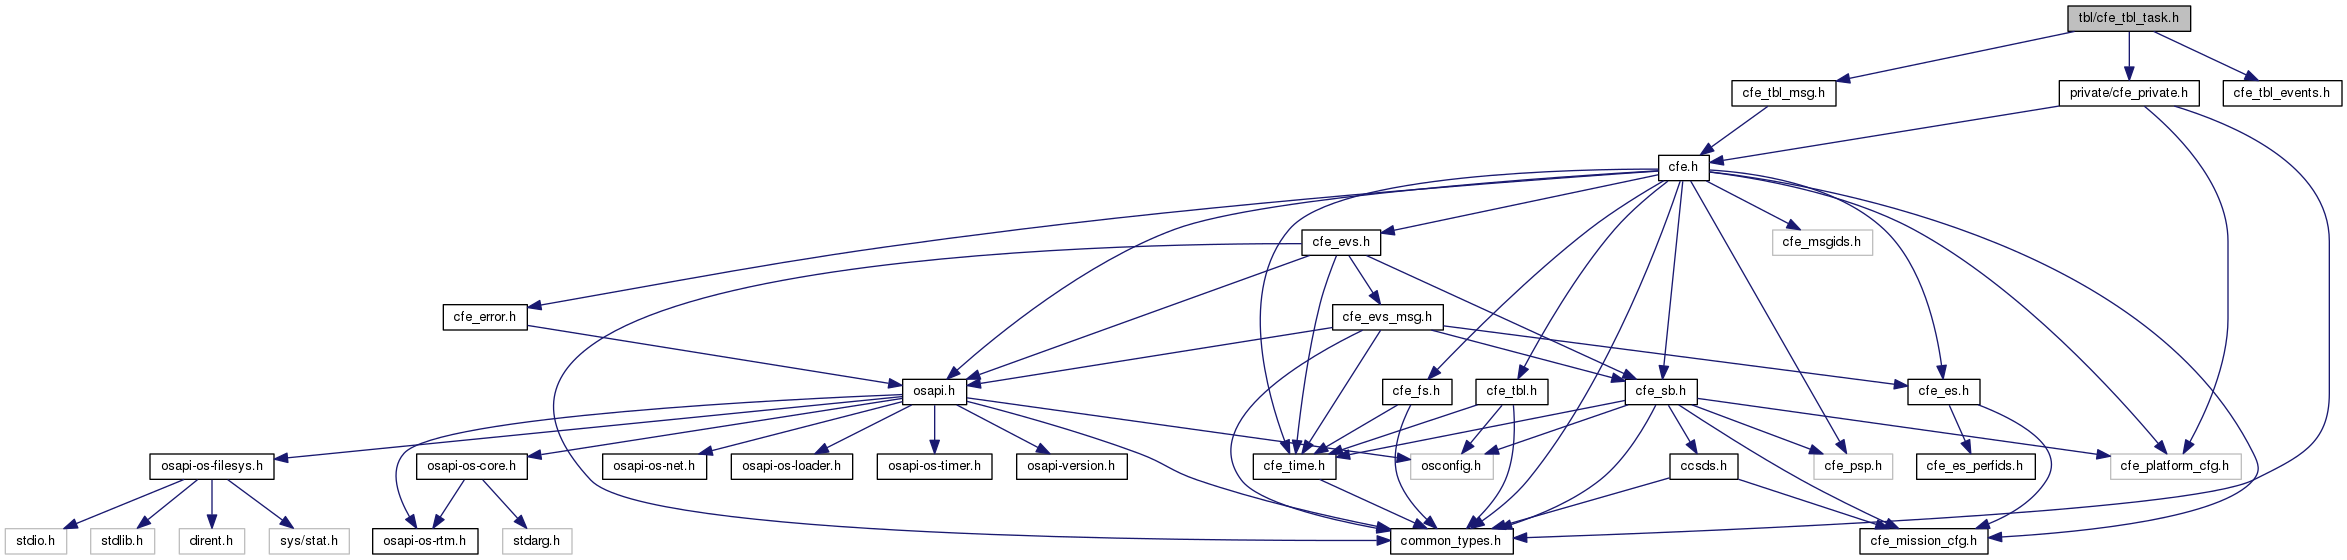 tbl/cfe_tbl_task.h
cfe_tbl_msg.h
private/cfe_private.h
cfe_tbl_events.h
cfe.h
cfe_evs.h
cfe_msgids.h
cfe_error.h
cfe_evs_msg.h
osapi.h
cfe_fs.h
cfe_tbl.h
cfe_sb.h
cfe_es.h
osapi-os-filesys.h
osapi-os-core.h
osapi-os-net.h
osapi-os-loader.h
osapi-os-timer.h
osapi-version.h
cfe_time.h
osconfig.h
ccsds.h
cfe_psp.h
cfe_es_perfids.h
cfe_platform_cfg.h
stdio.h
stdlib.h
dirent.h
sys/stat.h
osapi-os-rtm.h
stdarg.h
common_types.h
cfe_mission_cfg.h